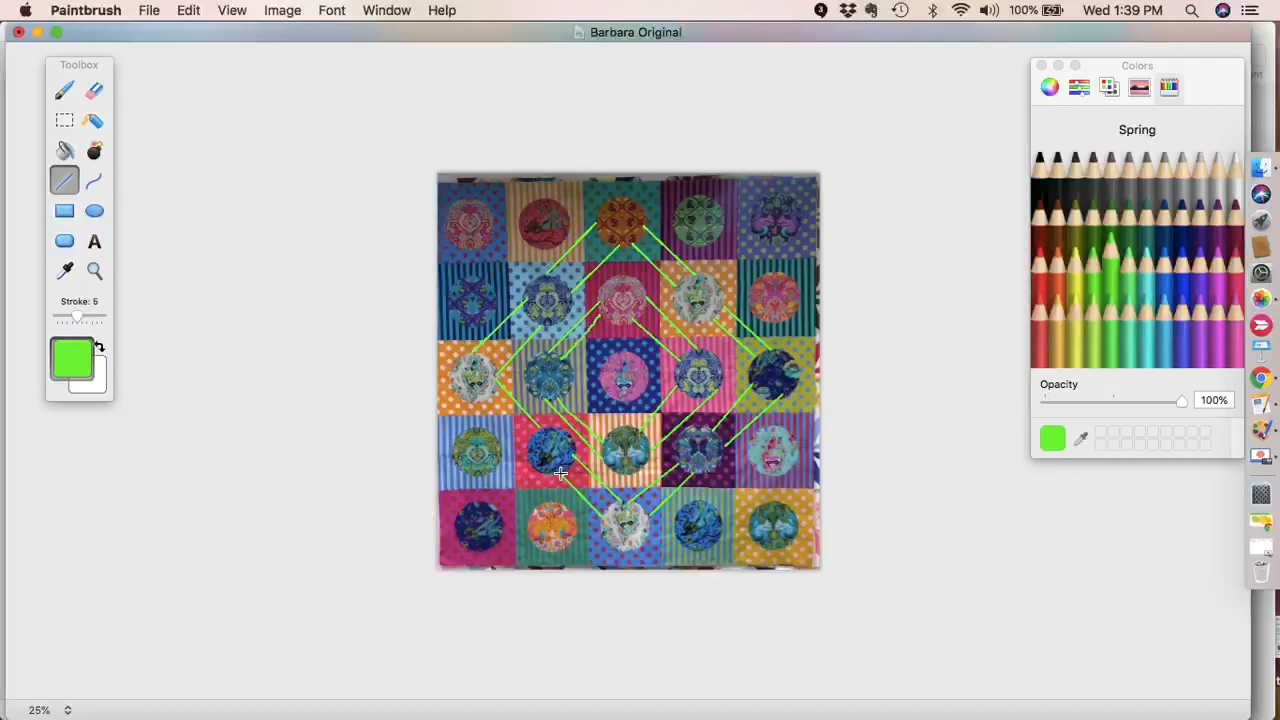 Paintbrush File Edit View Image Font Window Help 100% Wed 1:39 PM
Barbara Original
Toolbox
Colors
Spring
A
Stroke: 5
Opacity
100%
25%